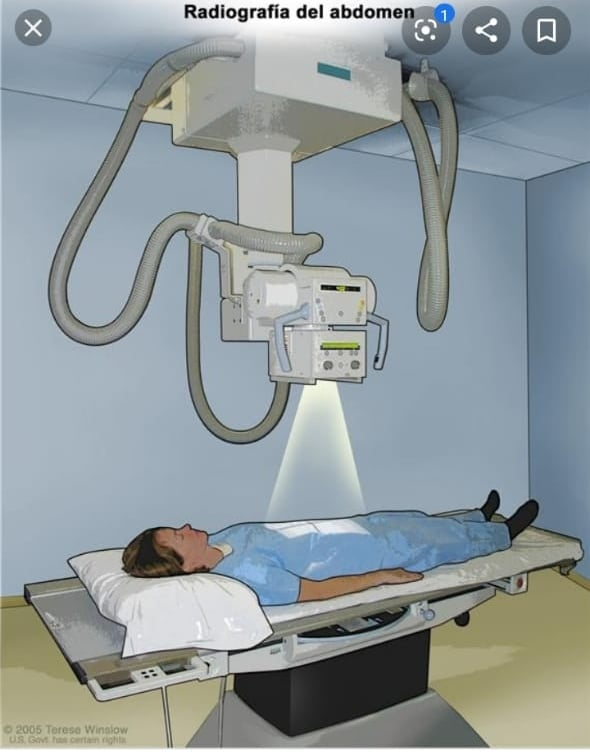 Radiografía del abdomen
1
© 2005 Terese Winslow
U.S. Govt. has certain rights